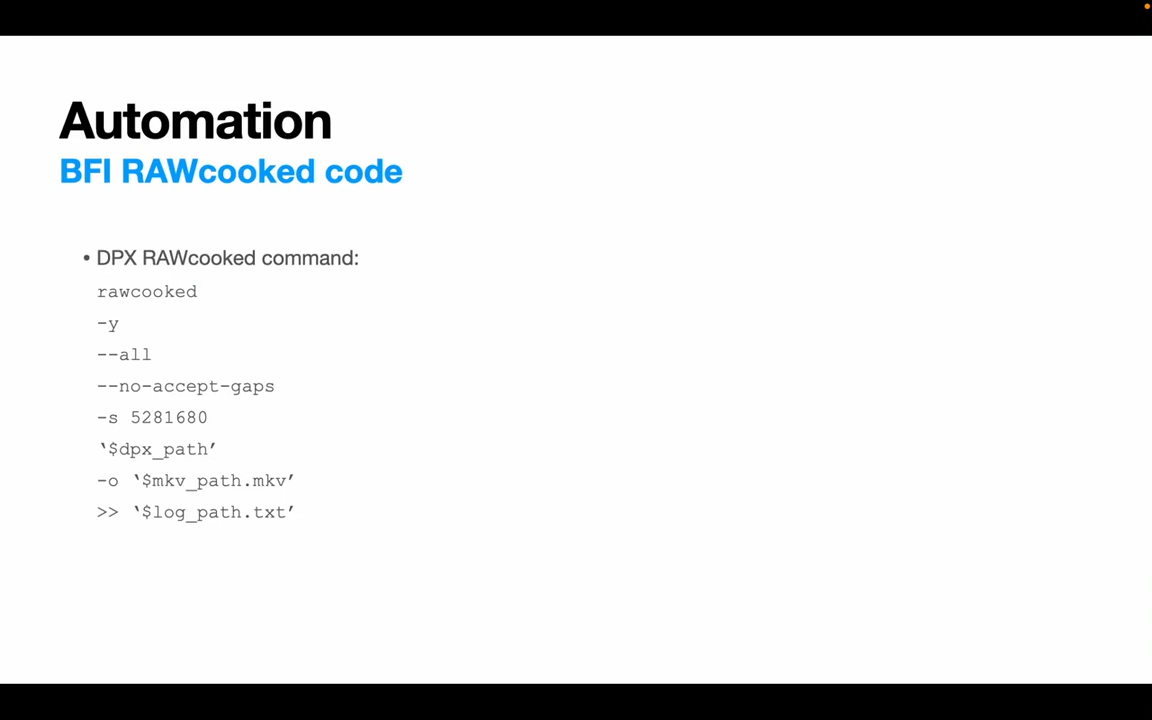 Automation
BFI RAWcooked code
• DPX RAWcooked command:
rawcooked
-y
--all
--no-accept-gaps
-s 5281680
‘$dpx_path’
-o ‘$mkv_path.mkv’
>> ‘$log_path.txt’